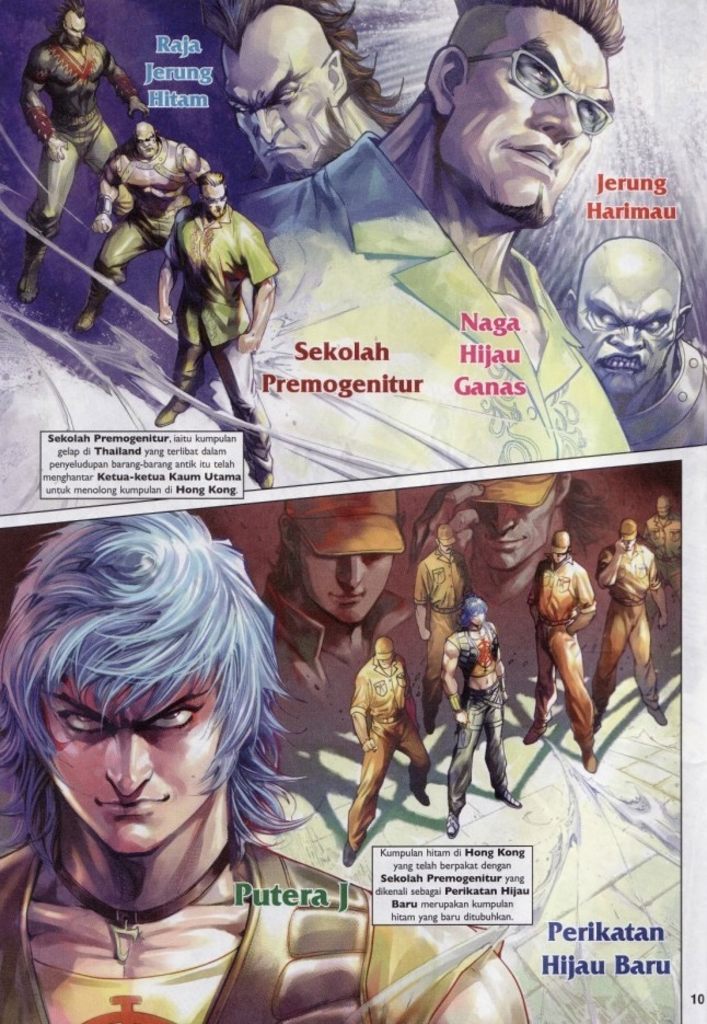 Raja
Jerung
Hitam
Jerung
Harimau
Naga
Hijau
Ganas
Sekolah
Premogenitur
Sekolah Premogenitur, iaitu kumpulan
gelap di Thailand yang terlibat dalam
penyeludupan barang-barang antik itu telah
menghantar Ketua-ketua Kaum Utama
untuk menolong kumpulan di Hong Kong.
Kumpulan hitam di Hong Kong
yang telah berpakat dengan
Sekolah Premogenitur yang
dikenali sebagai Perikatan Hijau
Baru merupakan kumpulan
hitam yang baru ditubuhkan.
Putera J
Perikatan
Hijau Baru
10